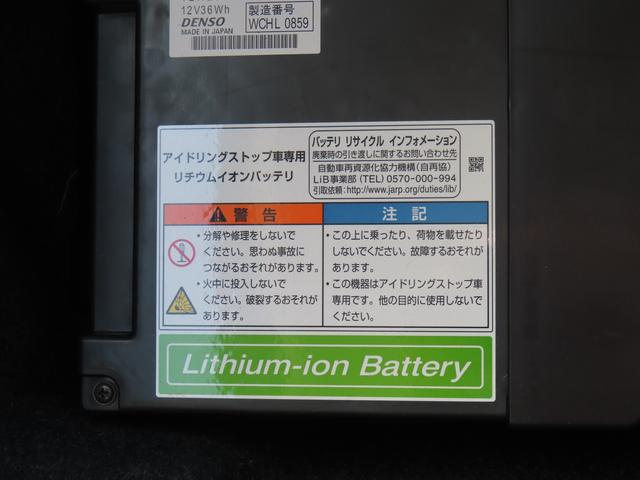 12V36Wh
DENSO
MADE IN JAPAN
製造番号
WCHL 0859
アイドリングストップ車専用
リチウムイオンバッテリ
バッテリ リサイクル インフォメーション
廃棄時の引き渡しに関するお問い合わせ先
自動車再資源化協力機構(自再協)
LiB事業部 (TEL) 0570-000-994
引取依頼:http://www.jarp.org/duties/lib/
警告
・分解や修理をしないで
ください。思わぬ事故に
つながるおそれがあります。
・火中に投入しないで
ください。破裂するおそれが
あります。
注記
・この上に乗ったり、荷物を載せたり
しないでください。故障するおそれが
あります。
・この機器はアイドリングストップ車
専用です。他の目的に使用しないで
ください。
Lithium-ion Battery